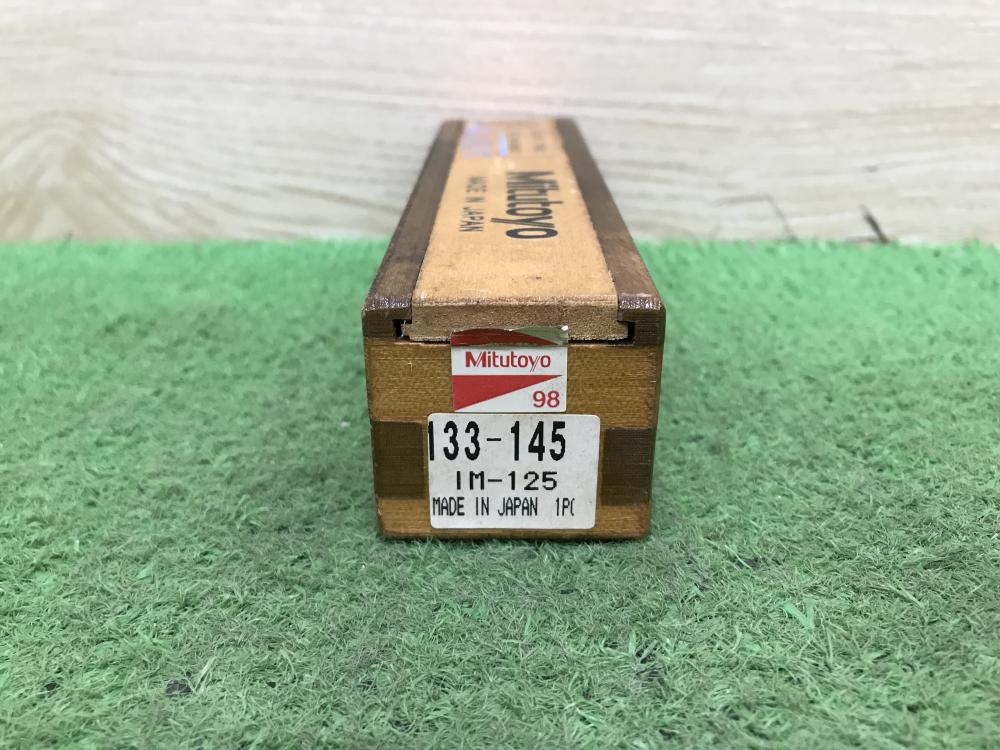 Mitutoyo
MADE IN JAPAN
Mitutoyo
98
133-145
IM-125
MADE IN JAPAN 1P(